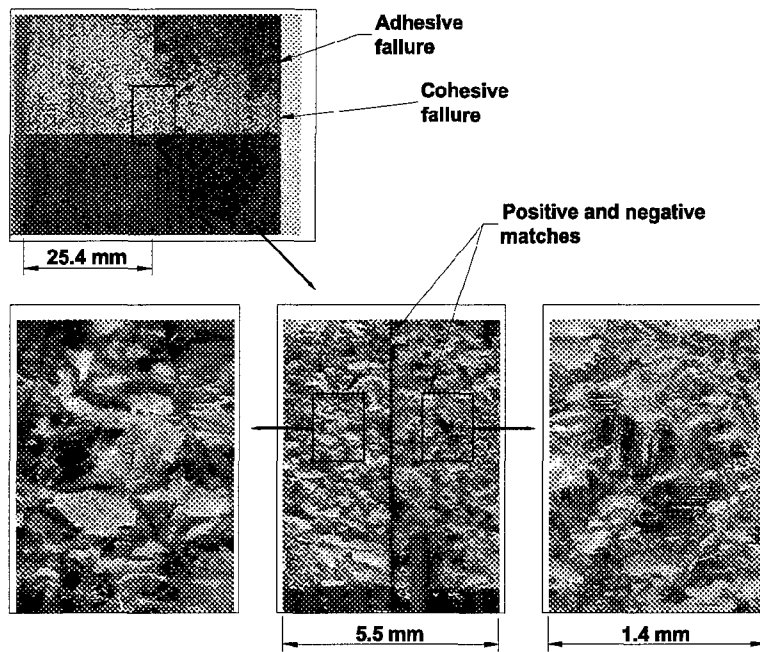 Adhesive
failure
Cohesive
failure
Positive and negative
matches
25.4 mm
5.5 mm
1.4 mm